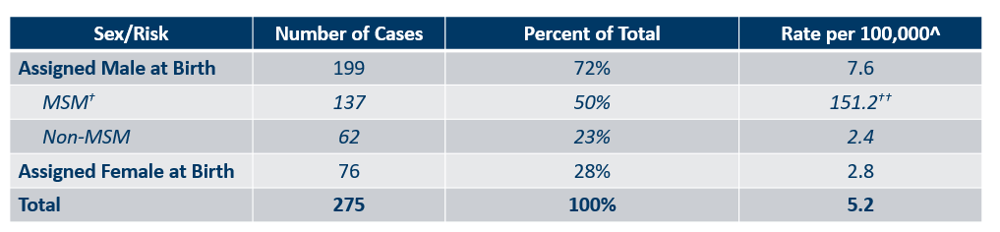 Sex/Risk Number of Cases Percent of Total Rate per 100,000^
Assigned Male at Birth 199 72% 7.6
MSM† 137 50% 151.2††
Non-MSM 62 23% 2.4
Assigned Female at Birth 76 28% 2.8
Total 275 100% 5.2